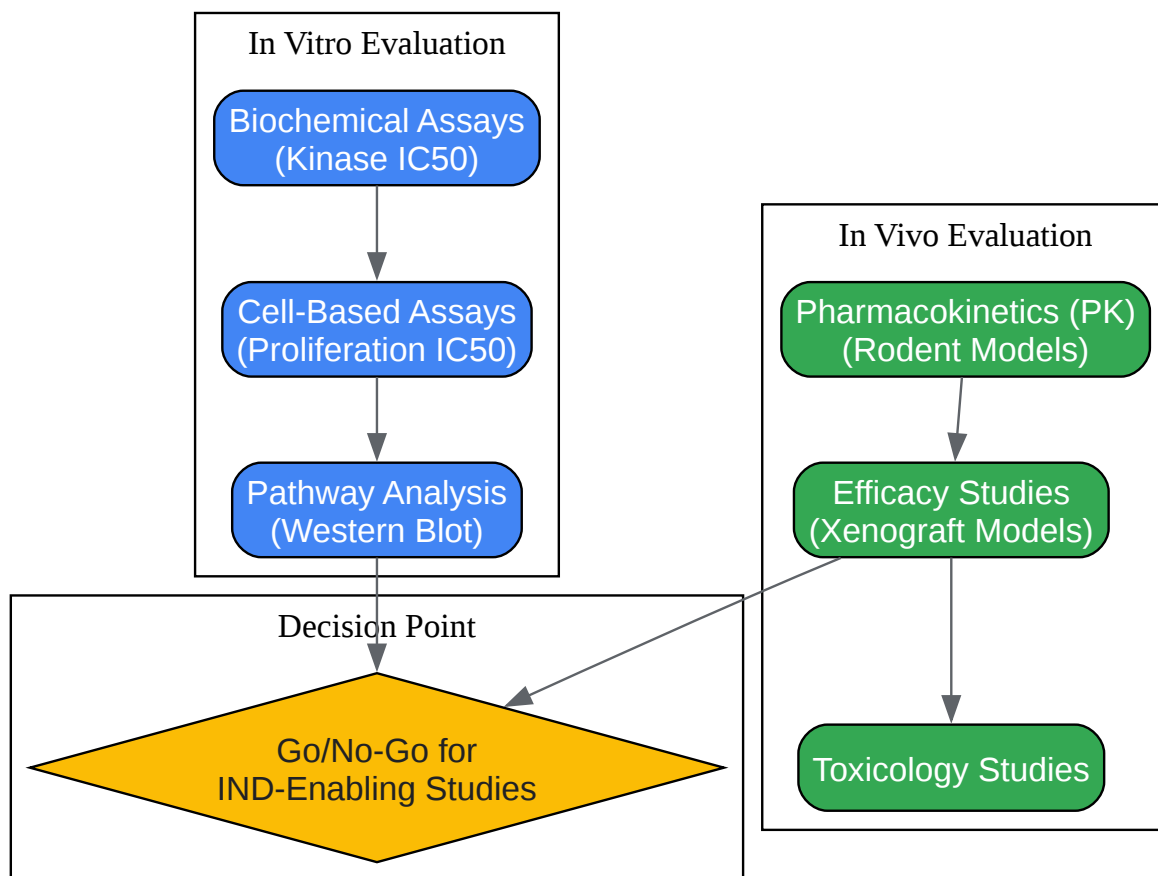 In Vitro Evaluation
Biochemical Assays
(Kinase IC50)
Cell-Based Assays
(Proliferation IC50)
Pathway Analysis
(Western Blot)
In Vivo Evaluation
Pharmacokinetics (PK)
(Rodent Models)
Efficacy Studies
(Xenograft Models)
Toxicology Studies
Decision Point
Go/No-Go for
IND-Enabling Studies